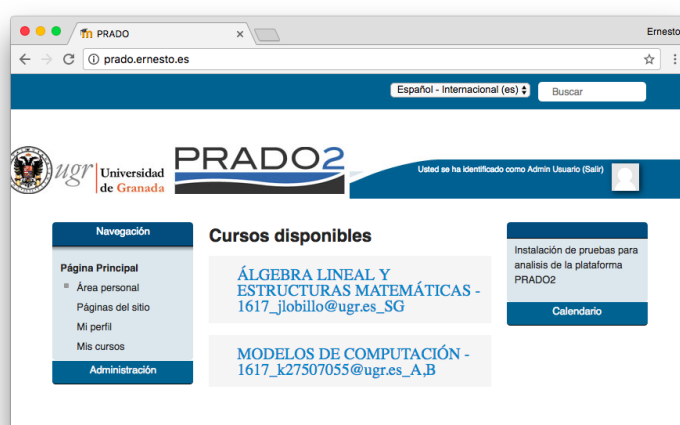 PRADO
Ernesto
prado.ernesto.es
Español - Internacional (es)
Buscar
ugr
Universidad
de Granada
PRADO2
Usted se ha identificado como Admin Usuario (Salir)
Navegación
Página Principal
Área personal
Páginas del sitio
Mi perfil
Mis cursos
Administración
Cursos disponibles
ÁLGEBRA LINEAL Y
ESTRUCTURAS MATEMÁTICAS -
1617_jlobillo@ugr.es_SG
MODELOS DE COMPUTACIÓN -
1617_k27507055@ugr.es_A,B
Instalación de pruebas para
analisis de la plataforma
PRADO2
Calendario